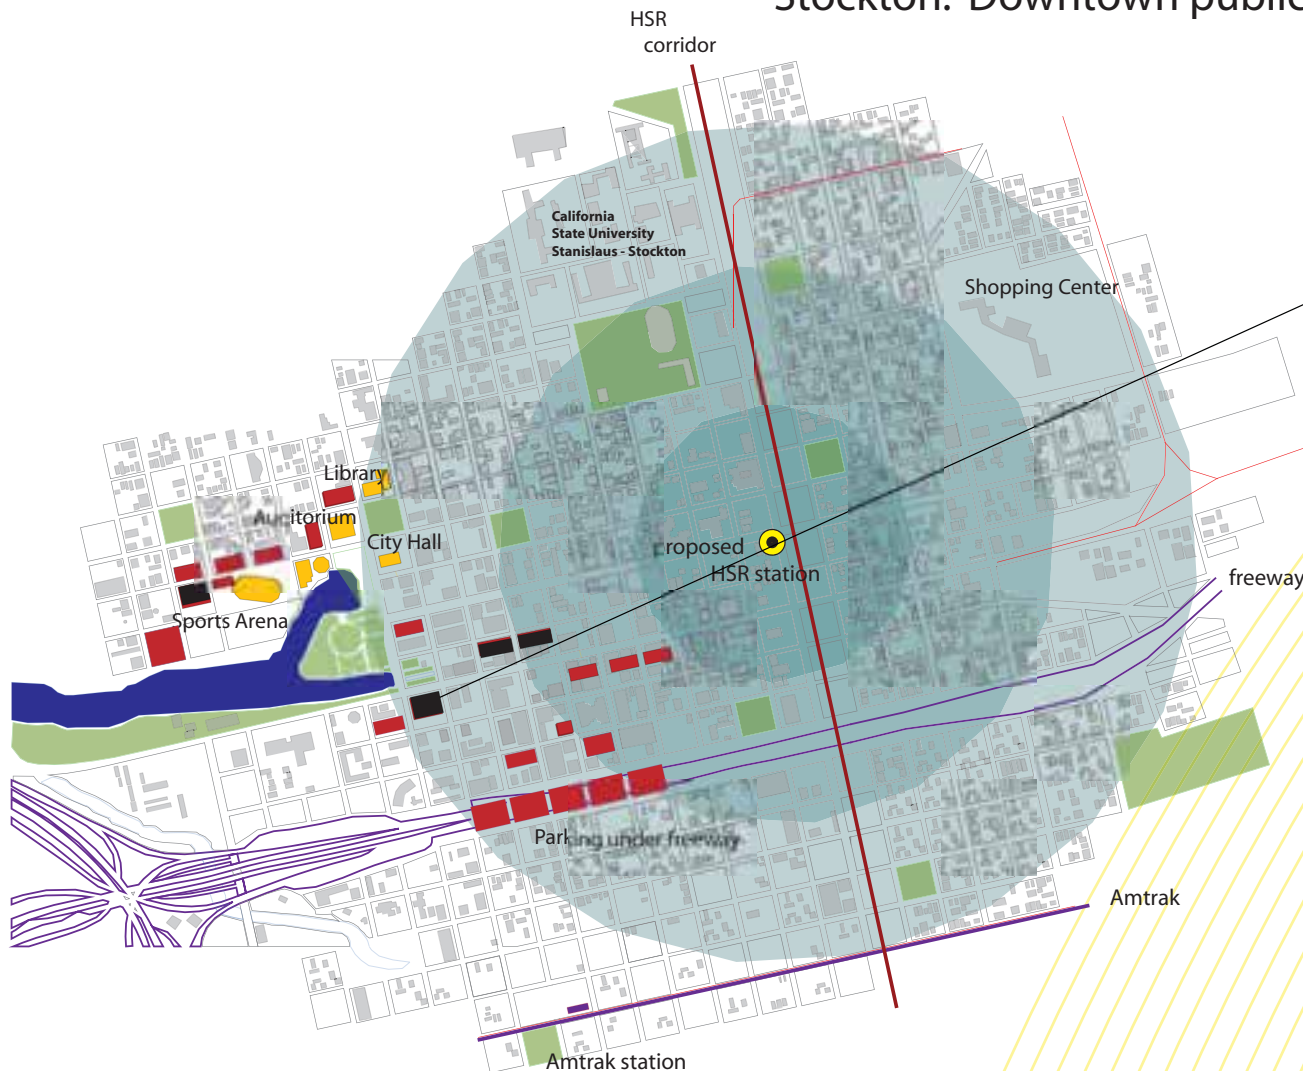 Stockton: Downtown public
HSR
corridor
California
State University
Stanislaus - Stockton
Shopping Center
Library
Auditorium
City Hall
roposed
HSR station
freeway
Sports Arena
Parking under freeway
Amtrak
Amtrak station